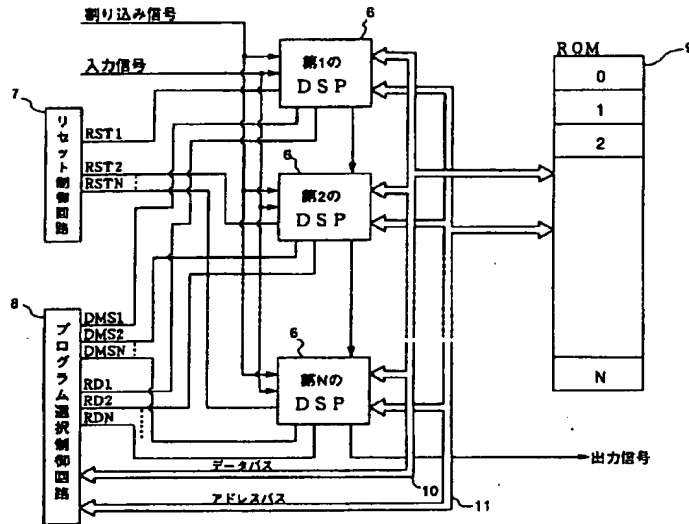 割り込み信号
入力信号
7
リセット制御回路
RST1
RST2
RSTN
8
プログラム選択制御回路
DMS1
DMS2
DMSN
RD1
RD2
RDN
6
第1の
DSP
6
第2の
DSP
6
第Nの
DSP
データバス
アドレスバス
10
11
出力信号
ROM
9
0
1
2
N